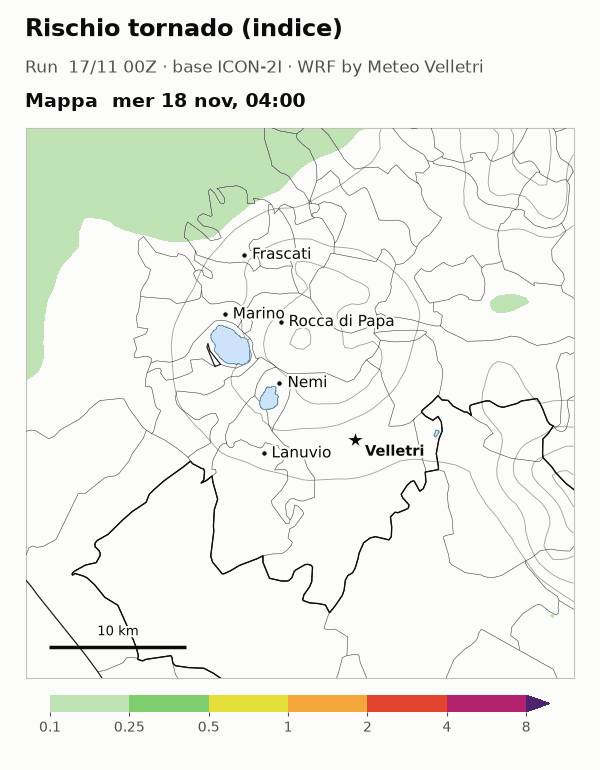 Rischio tornado (indice)
Run  17/11 00Z · base ICON-2I · WRF by Meteo Velletri
Mappa  mer 18 nov, 04:00
Frascati
Marino
Rocca di Papa
Nemi
Velletri
Lanuvio
10 km
0.1 0.25 0.5 1 2 4 8